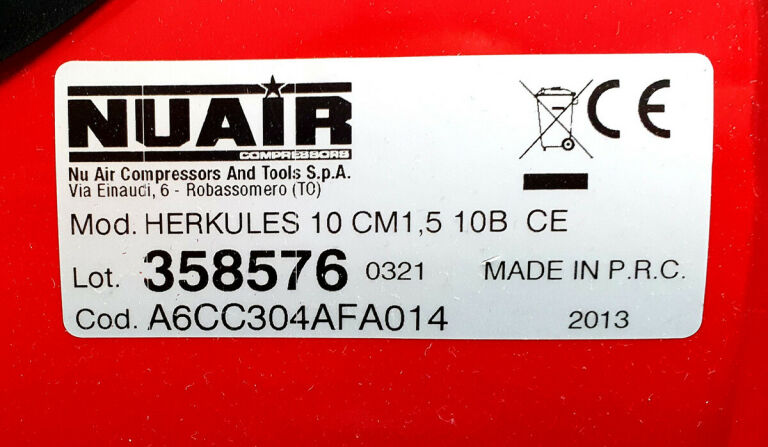 NUAIR
COMPRESSORS
Nu Air Compressors And Tools S.p.A.
Via Einaudi, 6 - Robassomero (TO)
CE
Mod. HERKULES 10 CM1,5 10B CE
Lot. 358576 0321 MADE IN P.R.C.
Cod. A6CC304AFA014 2013